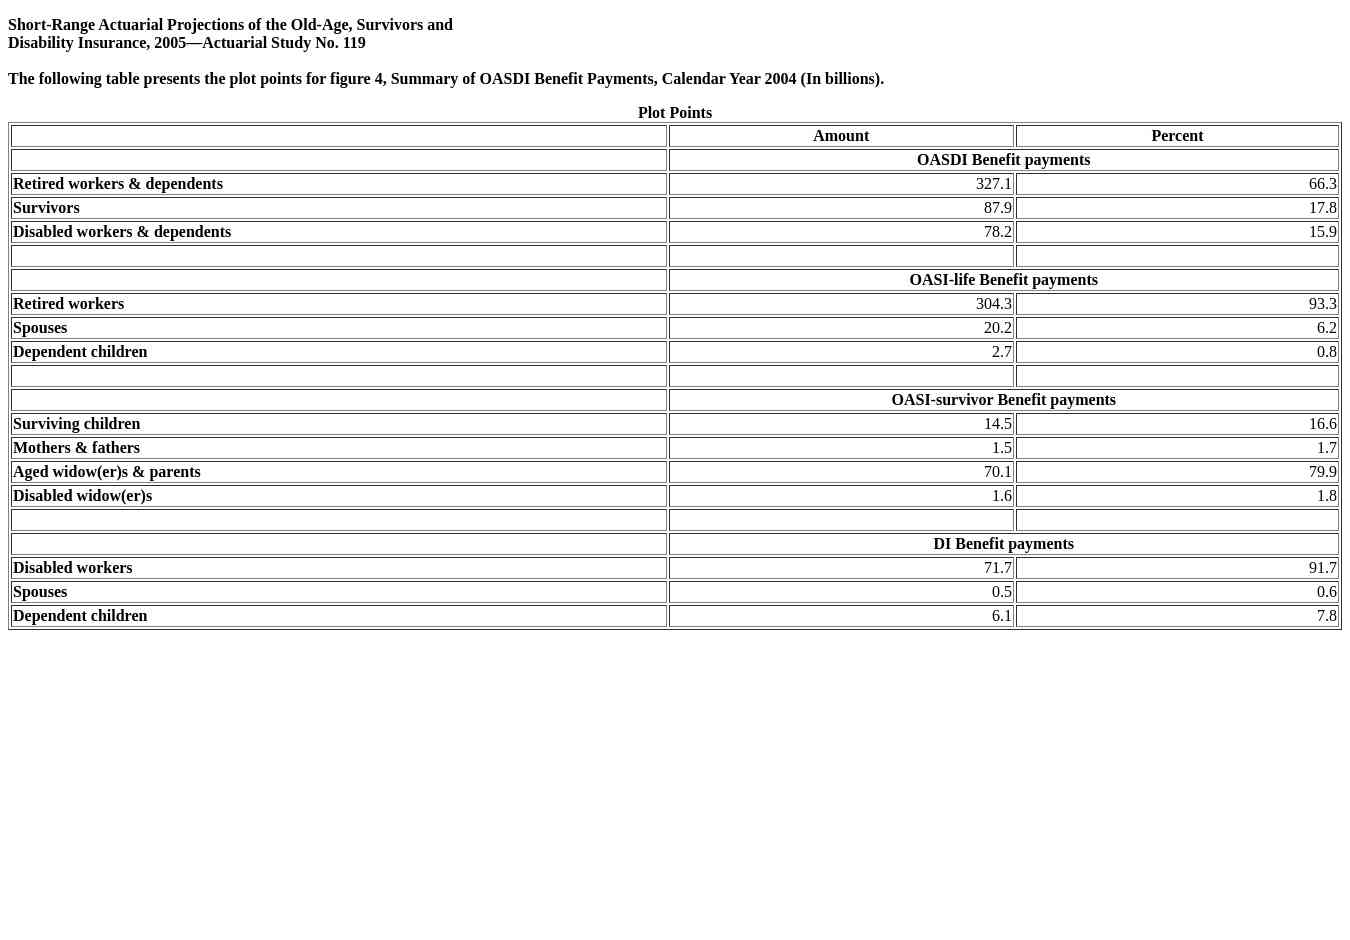 Short-Range Actuarial Projections of the Old-Age, Survivors and
Disability Insurance, 2005—Actuarial Study No. 119
The following table presents the plot points for figure 4, Summary of OASDI Benefit Payments, Calendar Year 2004 (In billions).
Plot Points
Amount Percent
OASDI Benefit payments
Retired workers & dependents 327.1 66.3
Survivors 87.9 17.8
Disabled workers & dependents 78.2 15.9
OASI-life Benefit payments
Retired workers 304.3 93.3
Spouses 20.2 6.2
Dependent children 2.7 0.8
OASI-survivor Benefit payments
Surviving children 14.5 16.6
Mothers & fathers 1.5 1.7
Aged widow(er)s & parents 70.1 79.9
Disabled widow(er)s 1.6 1.8
DI Benefit payments
Disabled workers 71.7 91.7
Spouses 0.5 0.6
Dependent children 6.1 7.8